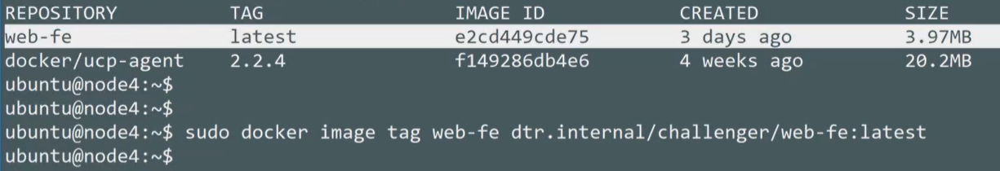 REPOSITORY TAG IMAGE ID CREATED SIZE
web-fe latest e2cd449cde75 3 days ago 3.97MB
docker/ucp-agent 2.2.4 f149286db4e6 4 weeks ago 20.2MB
ubuntu@node4:~$
ubuntu@node4:~$
ubuntu@node4:~$ sudo docker image tag web-fe dtr.internal/challenger/web-fe:latest
ubuntu@node4:~$